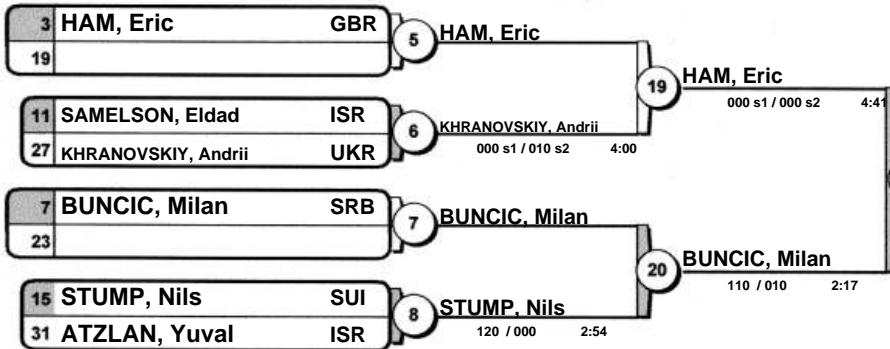 3 HAM, Eric GBR
19
5 HAM, Eric
11 SAMELSON, Eldad ISR
27 KHRANOVSKIY, Andrii UKR
6 KHRANOVSKIY, Andrii
000 s1 / 010 s2 4:00
19 HAM, Eric
000 s1 / 000 s2 4:41
7 BUNCIC, Milan SRB
23
7 BUNCIC, Milan
15 STUMP, Nils SUI
31 ATZLAN, Yuval ISR
8 STUMP, Nils
120 / 000 2:54
20 BUNCIC, Milan
110 / 010 2:17